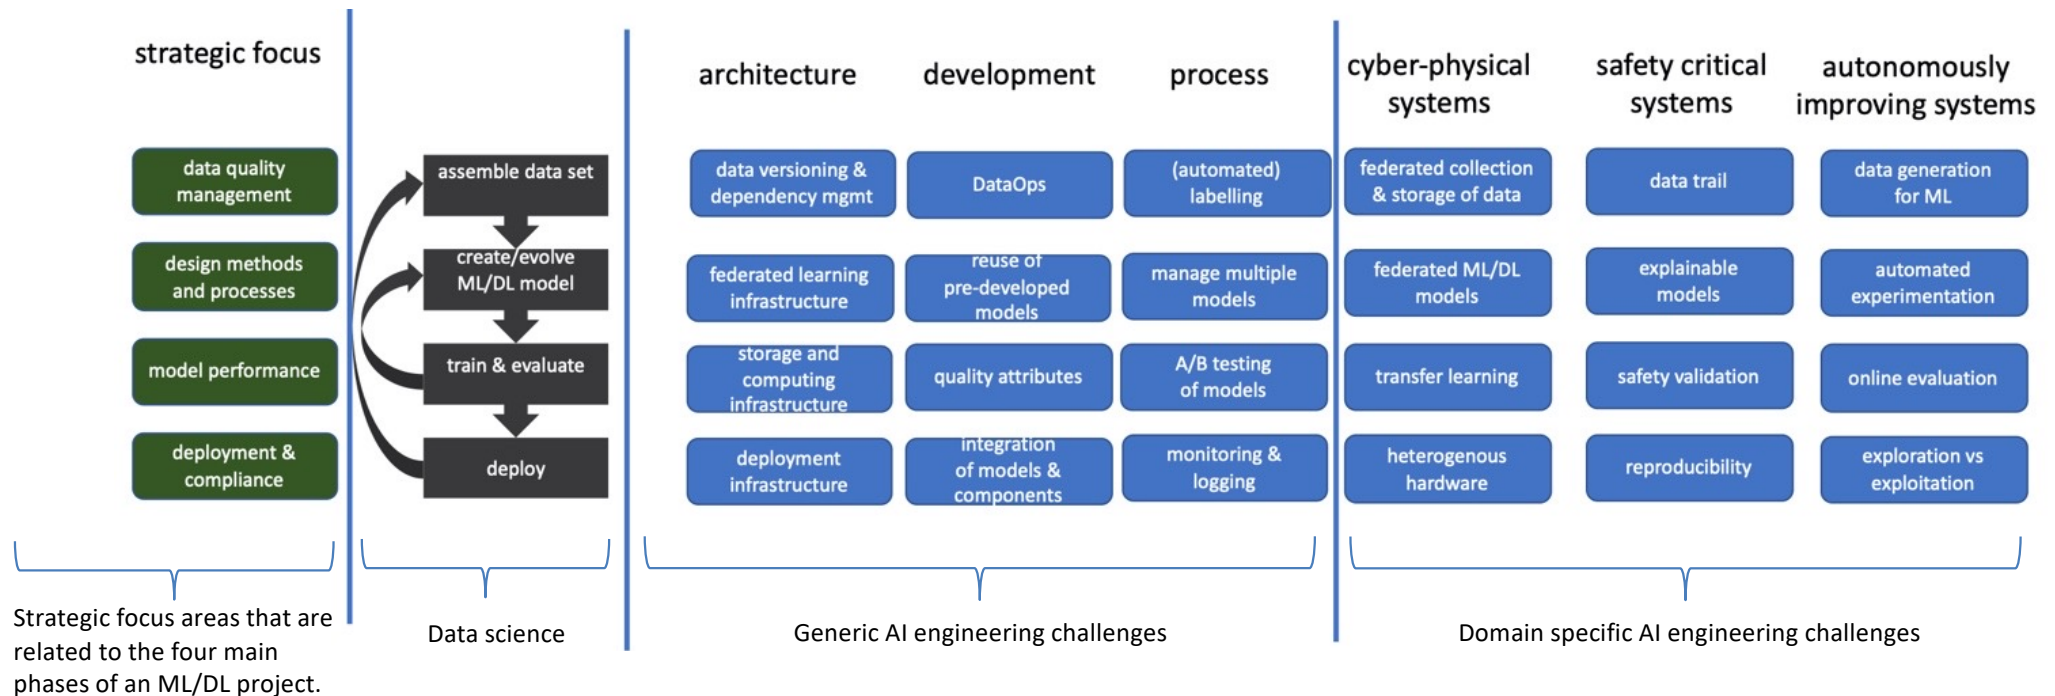 strategic focus
architecture
development
process
cyber-physical
systems
safety critical
systems
autonomously
improving systems
data quality
management
assemble data set
data versioning &
dependency mgmt
DataOps
(automated)
labelling
federated collection
& storage of data
data trail
data generation
for ML
design methods
and processes
create/evolve
ML/DL model
federated learning
infrastructure
reuse of
pre-developed
models
manage multiple
models
federated ML/DL
models
explainable
models
automated
experimentation
model performance
train & evaluate
storage and
computing
infrastructure
quality attributes
A/B testing
of models
transfer learning
safety validation
online evaluation
deployment &
compliance
deploy
deployment
infrastructure
integration
of models &
components
monitoring &
logging
heterogenous
hardware
reproducibility
exploration vs
exploitation
Strategic focus areas that are
related to the four main
phases of an ML/DL project.
Data science
Generic AI engineering challenges
Domain specific AI engineering challenges